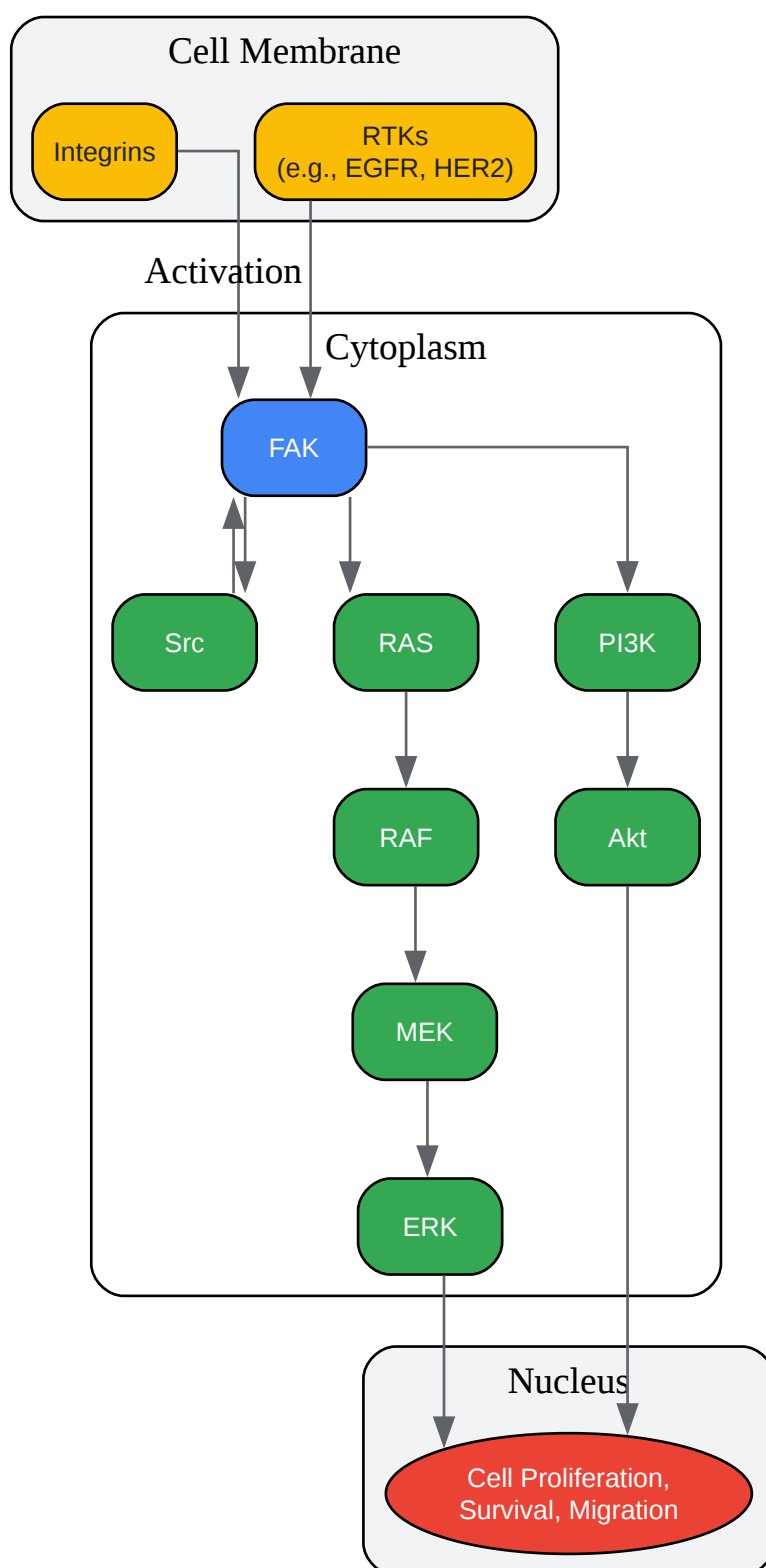 Cell Membrane
Integrins
RTKs
(e.g., EGFR, HER2)
Activation
Cytoplasm
FAK
Src
RAS
PI3K
RAF
Akt
MEK
ERK
Nucleus
Cell Proliferation,
Survival, Migration